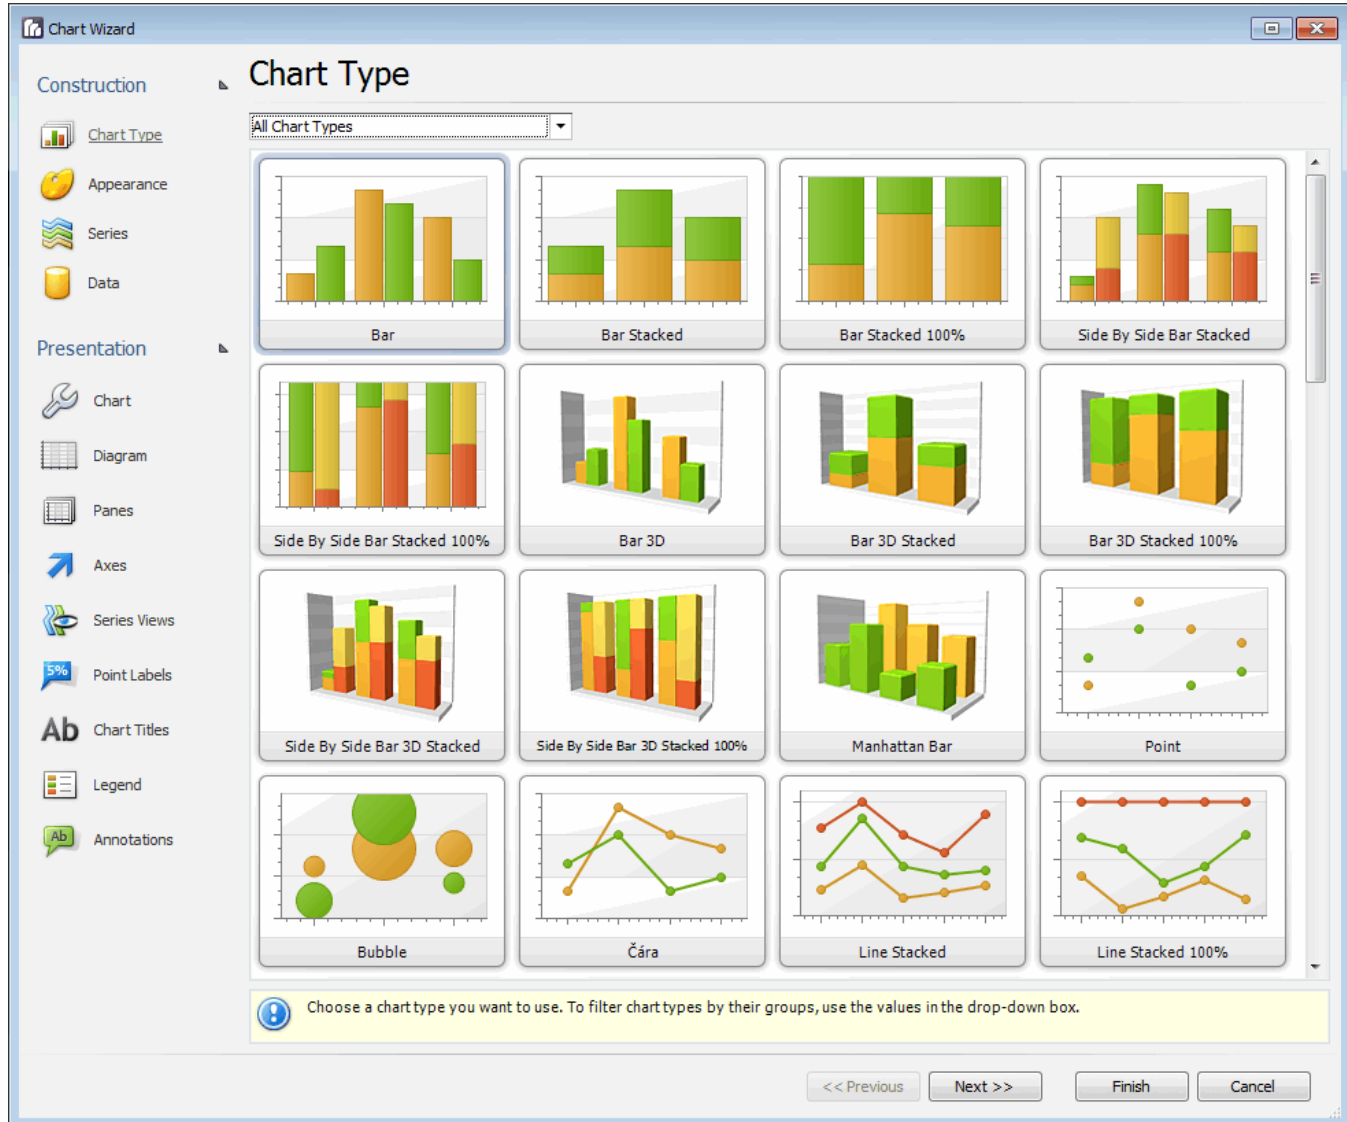 Chart Wizard
Construction
Chart Type
Appearance
Series
Data
Presentation
Chart
Diagram
Panes
Axes
Series Views
5%
Point Labels
Ab
Chart Titles
Legend
Ab
Annotations
Chart Type
All Chart Types
Bar
Bar Stacked
Bar Stacked 100%
Side By Side Bar Stacked
Side By Side Bar Stacked 100%
Bar 3D
Bar 3D Stacked
Bar 3D Stacked 100%
Side By Side Bar 3D Stacked
Side By Side Bar 3D Stacked 100%
Manhattan Bar
Point
Bubble
Čára
Line Stacked
Line Stacked 100%
Choose a chart type you want to use. To filter chart types by their groups, use the values in the drop-down box.
<< Previous
Next >>
Finish
Cancel